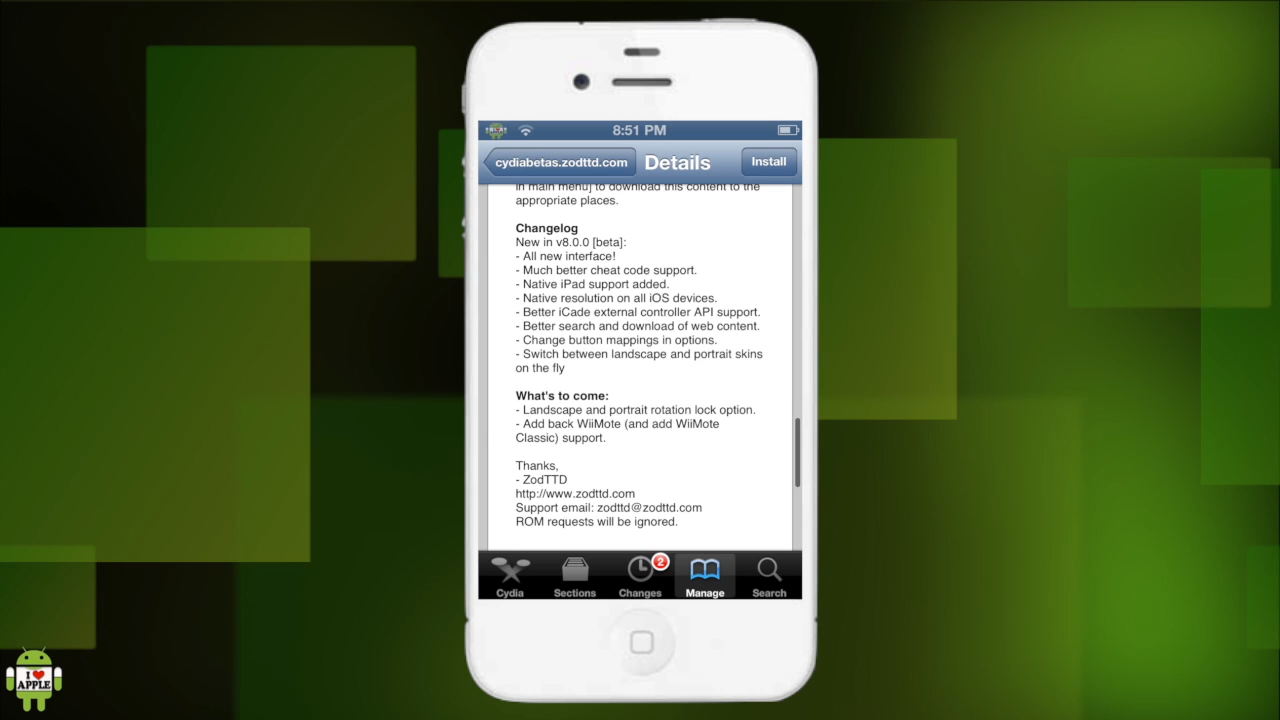 8:51 PM
cydiabetas.zodttd.com
Details
Install
in main menu] to download this content to the
appropriate places.
Changelog
New in v8.0.0 [beta]:
- All new interface!
- Much better cheat code support.
- Native iPad support added.
- Native resolution on all iOS devices.
- Better iCade external controller API support.
- Better search and download of web content.
- Change button mappings in options.
- Switch between landscape and portrait skins
on the fly
What's to come:
- Landscape and portrait rotation lock option.
- Add back WiiMote (and add WiiMote
Classic) support.
Thanks,
- ZodTTD
http://www.zodttd.com
Support email: zodttd@zodttd.com
ROM requests will be ignored.
2
Cydia
Sections
Changes
Manage
Search
I ♥
APPLE